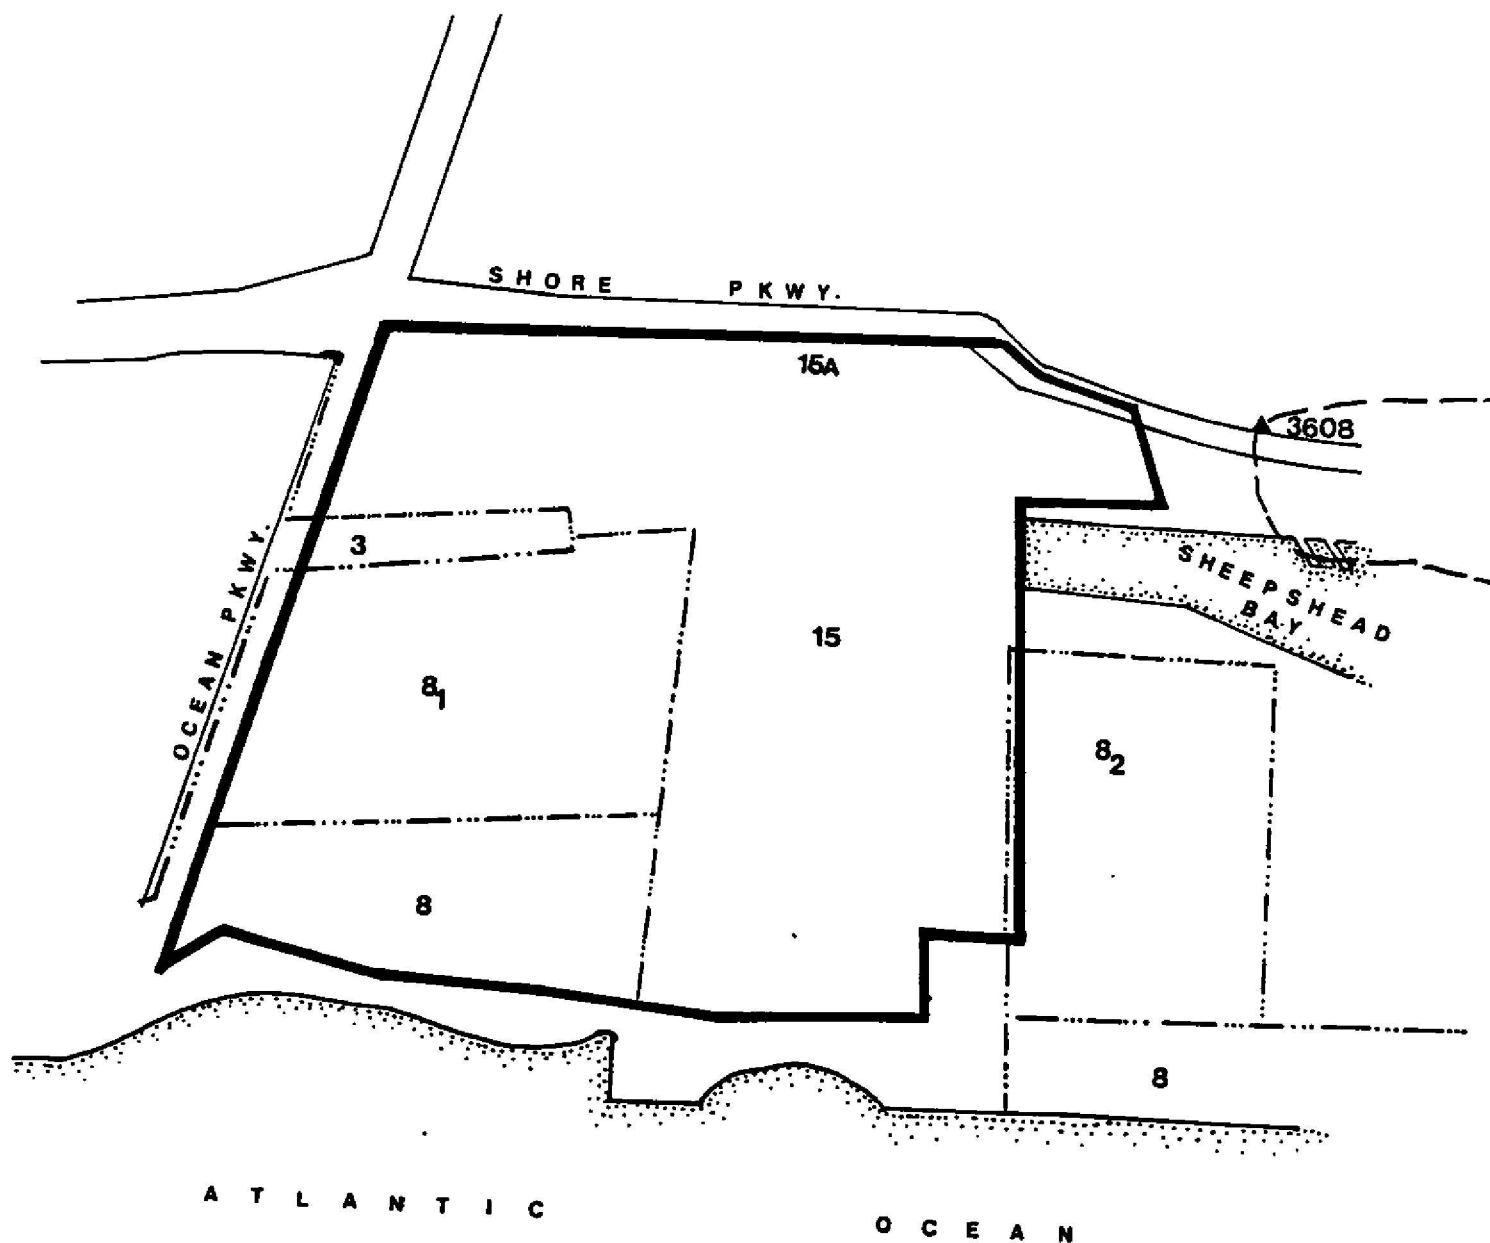 SHORE PKWY.
15A
3608
3
OCEAN PKWY.
SHEEPSHEAD
BAY
15
8₁
8₂
8
8
ATLANTIC OCEAN